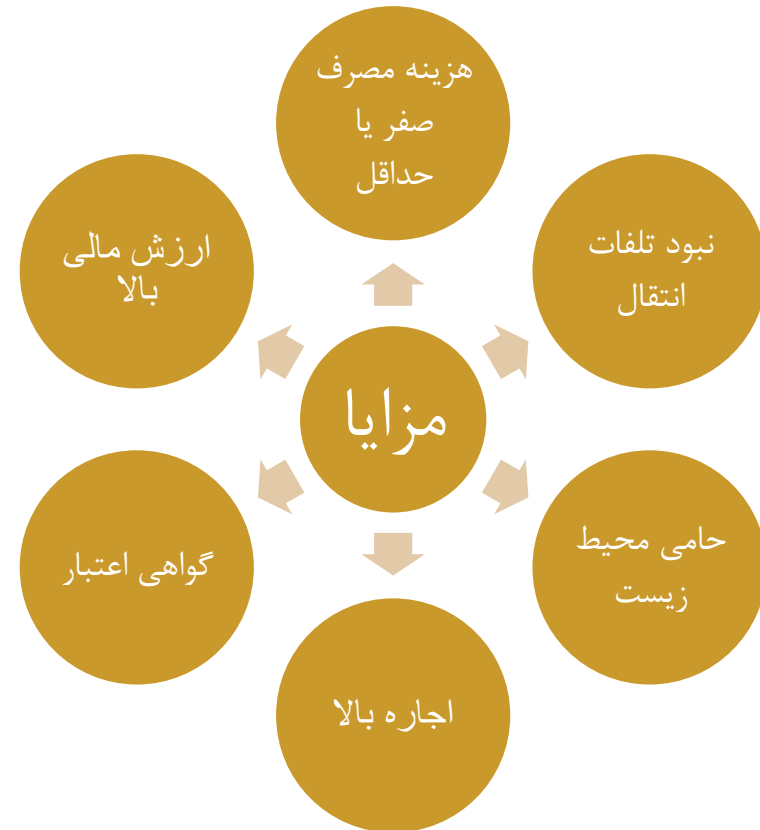 هزینه مصرف
صفر یا
حداقل
نبود تلفات
انتقال
حامی محیط
زیست
اجاره بالا
گواهی اعتبار
ارزش مالی
بالا
مزایا